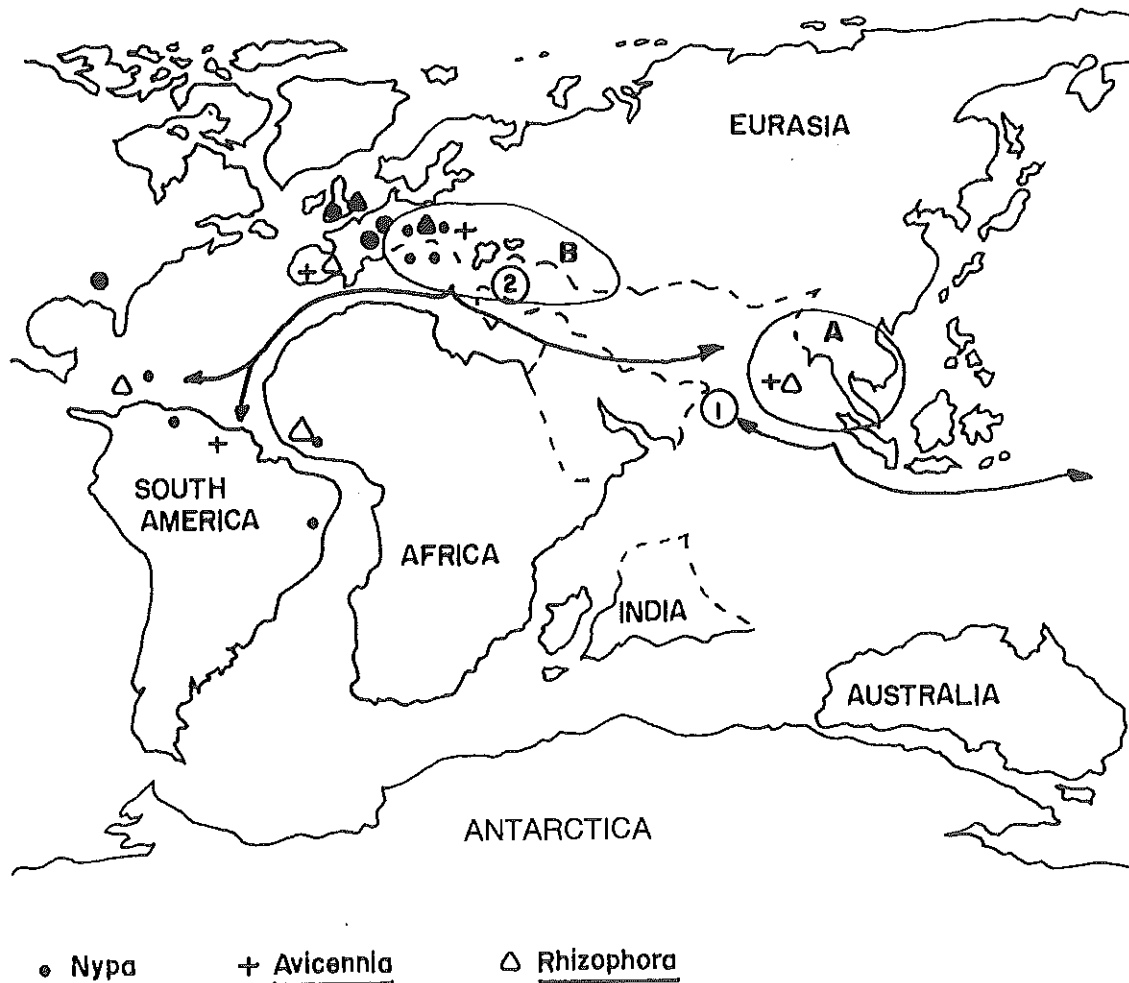 EURASIA
B
2
A
1
SOUTH
AMERICA
AFRICA
INDIA
AUSTRALIA
ANTARCTICA
• Nypa + Avicennia △ Rhizophora